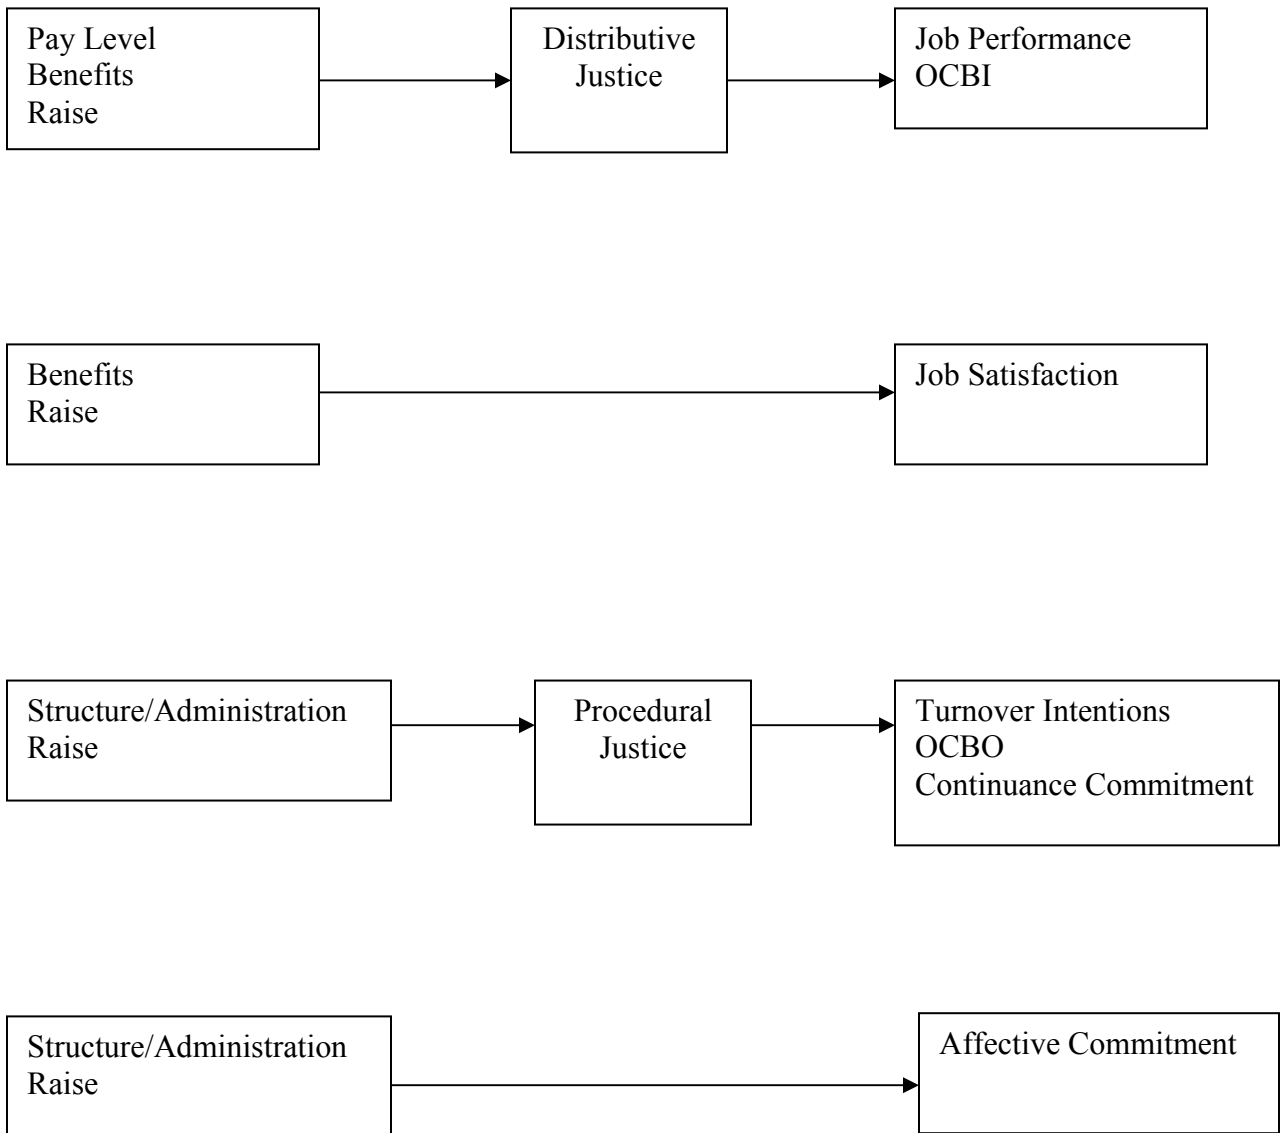 Pay Level
Benefits
Raise
Distributive
Justice
Job Performance
OCBI
Benefits
Raise
Job Satisfaction
Structure/Administration
Raise
Procedural
Justice
Turnover Intentions
OCBO
Continuance Commitment
Structure/Administration
Raise
Affective Commitment